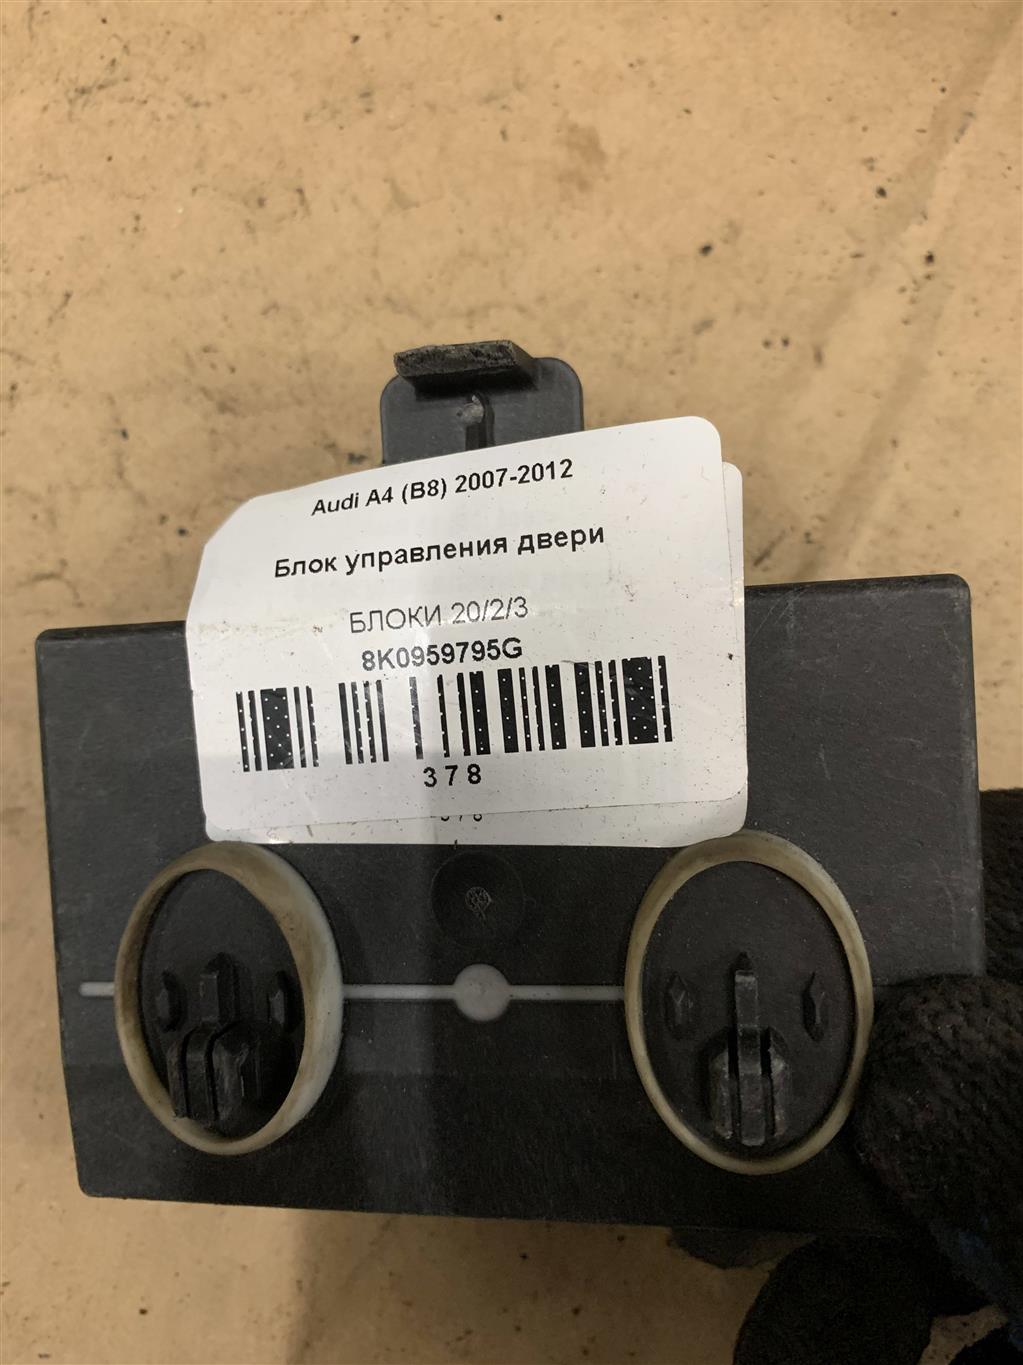 Audi A4 (B8) 2007-2012
Блок управления двери
БЛОКИ 20/2/3
8K0959795G
378